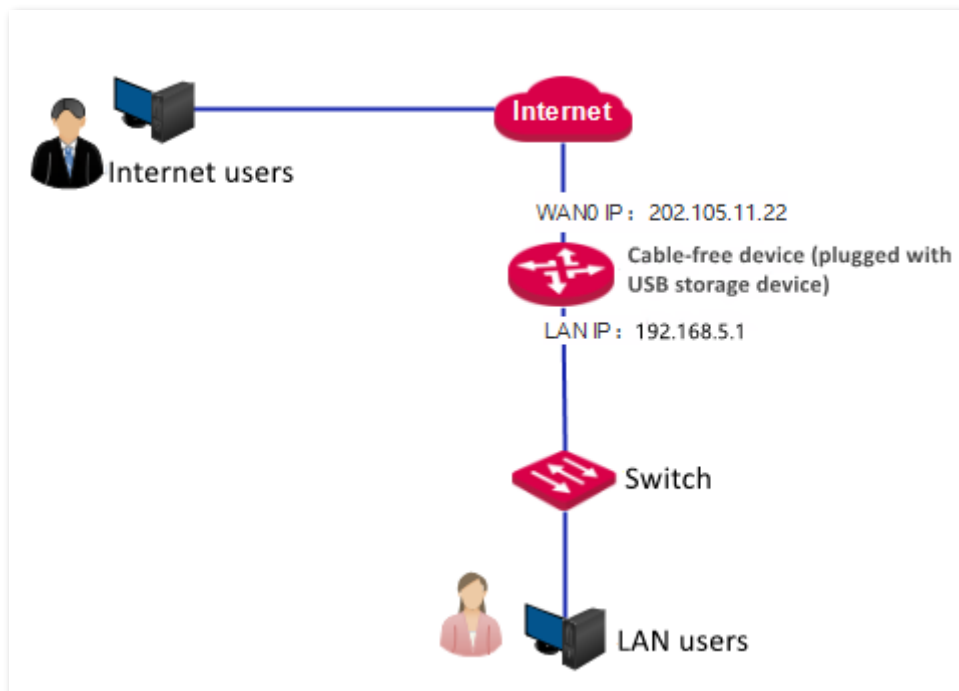 Internet
Internet users
WAN0 IP： 202.105.11.22
Cable-free device (plugged with
USB storage device)
LAN IP： 192.168.5.1
Switch
LAN users